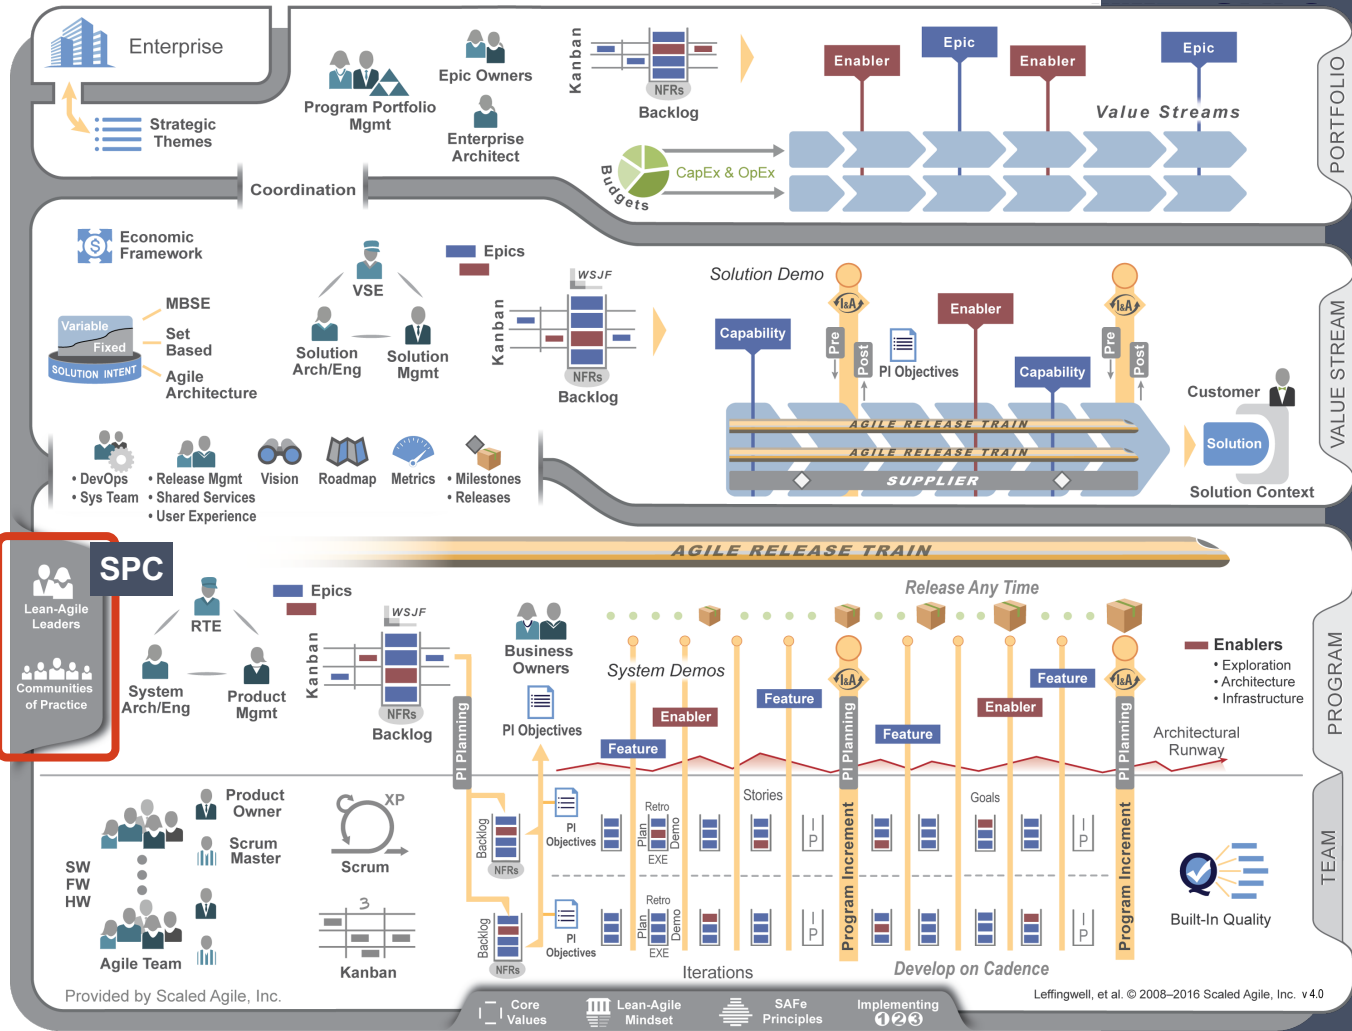 Enterprise
Strategic
Themes
Program Portfolio
Mgmt
Epic Owners
Enterprise
Architect
Kanban
NFRs
Backlog
Enabler
Epic
Enabler
Epic
Value Streams
Budgets
CapEx & OpEx
PORTFOLIO
Coordination
Economic
Framework
MBSE
Variable
Fixed
Set
Based
SOLUTION INTENT
Agile
Architecture
VSE
Solution
Arch/Eng
Solution
Mgmt
Epics
WSJF
Kanban
NFRs
Backlog
Solution Demo
I&A
Capability
Pre
Post
PI Objectives
Enabler
Capability
I&A
Pre
Post
AGILE RELEASE TRAIN
AGILE RELEASE TRAIN
SUPPLIER
Customer
Solution
Solution Context
VALUE STREAM
• DevOps
• Sys Team
• Release Mgmt
• Shared Services
• User Experience
Vision
Roadmap
Metrics
• Milestones
• Releases
AGILE RELEASE TRAIN
SPC
Lean-Agile
Leaders
Communities
of Practice
RTE
System
Arch/Eng
Product
Mgmt
Epics
WSJF
Kanban
NFRs
Backlog
PI Planning
Business
Owners
PI Objectives
Release Any Time
System Demos
Feature
Enabler
Feature
I&A
PI Planning
Feature
Enabler
Feature
I&A
PI Planning
Enablers
• Exploration
• Architecture
• Infrastructure
Architectural
Runway
PROGRAM
SW
FW
HW
Product
Owner
Scrum
Master
Agile Team
XP
Scrum
3
Kanban
Backlog
NFRs
PI
Objectives
Backlog
NFRs
PI
Objectives
Stories
Goals
Retro
Plan
Demo
EXE
I
P
I
P
Retro
Plan
Demo
EXE
I
P
I
P
Program Increment
Program Increment
Iterations
Develop on Cadence
Built-In Quality
TEAM
Provided by Scaled Agile, Inc.
Leffingwell, et al. © 2008–2016 Scaled Agile, Inc. v 4.0
Core
Values
Lean-Agile
Mindset
SAFe
Principles
Implementing
1 2 3